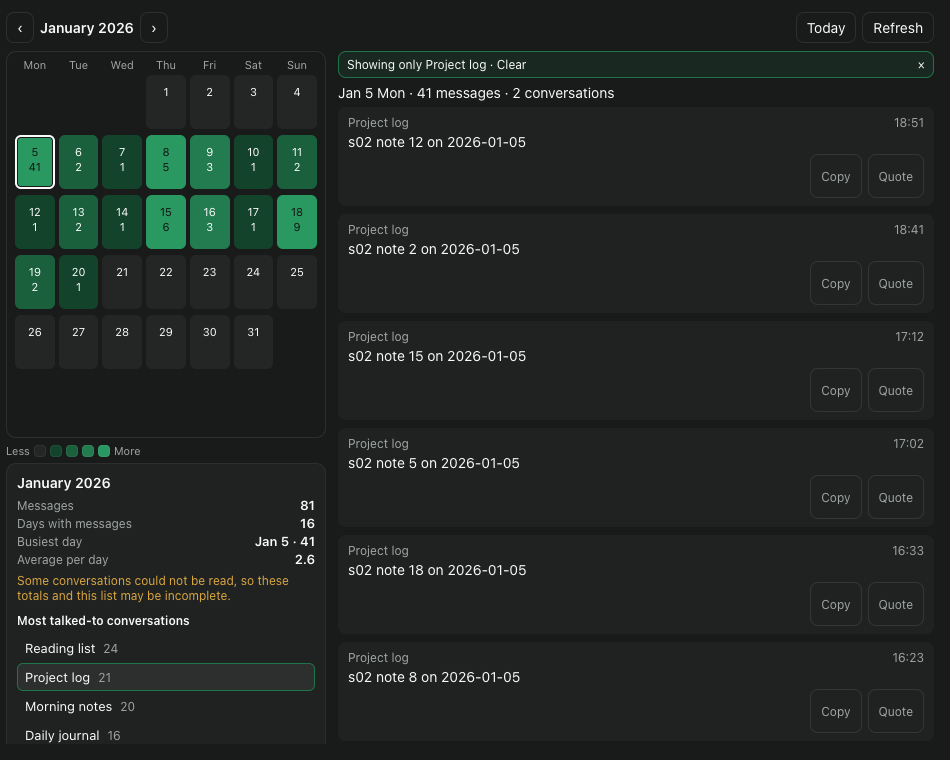 ‹ January 2026 › Today Refresh
Mon Tue Wed Thu Fri Sat Sun
1 2 3 4
5 6 7 8 9 10 11
41 2 1 5 3 1 2
12 13 14 15 16 17 18
1 2 1 6 3 1 9
19 20 21 22 23 24 25
2 1
26 27 28 29 30 31
Less More
January 2026
Messages 81
Days with messages 16
Busiest day Jan 5 · 41
Average per day 2.6
Some conversations could not be read, so these
totals and this list may be incomplete.
Most talked-to conversations
Reading list 24
Project log 21
Morning notes 20
Daily journal 16
Showing only Project log · Clear ×
Jan 5 Mon · 41 messages · 2 conversations
Project log 18:51
s02 note 12 on 2026-01-05
Copy Quote
Project log 18:41
s02 note 2 on 2026-01-05
Copy Quote
Project log 17:12
s02 note 15 on 2026-01-05
Copy Quote
Project log 17:02
s02 note 5 on 2026-01-05
Copy Quote
Project log 16:33
s02 note 18 on 2026-01-05
Copy Quote
Project log 16:23
s02 note 8 on 2026-01-05
Copy Quote